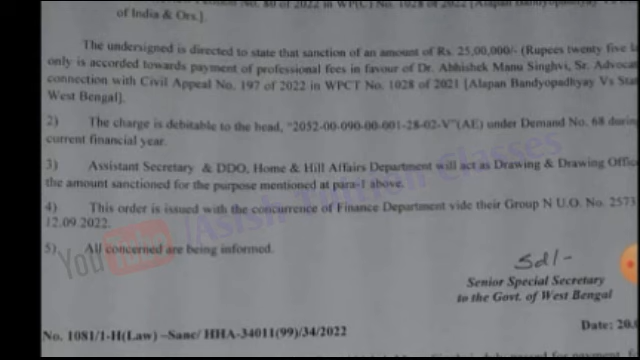 of India & Ors.]
The undersigned is directed to state that sanction of an amount of Rs. 25,00,000/- (Rupees twenty five
only is accorded towards payment of professional fees in favour of Dr. Abhishek Manu Singhvi, Sr. Advoca
connection with Civil Appeal No. 197 of 2022 in WPCT No. 1028 of 2021 [Alapan Bandyopadhyay Vs Sta
West Bengal].
2) The charge is debitable to the head, "2052-00-090-00-001-28-02-V"(AE) under Demand No. 68 durin
current financial year.
3) Assistant Secretary & DDO, Home & Hill Affairs Department will act as Drawing & Drawing Offic
the amount sanctioned for the purpose mentioned at para-1 above.
4) This order is issued with the concurrence of Finance Department vide their Group N U.O. No. 2573
12.09.2022.
5) All concerned are being informed.
YouTube /Asish Tuition Classes
Sd/-
Senior Special Secretary
to the Govt. of West Bengal
No. 1081/1-H(Law) –Sanc/ HHA-34011(99)/34/2022
Date: 20.